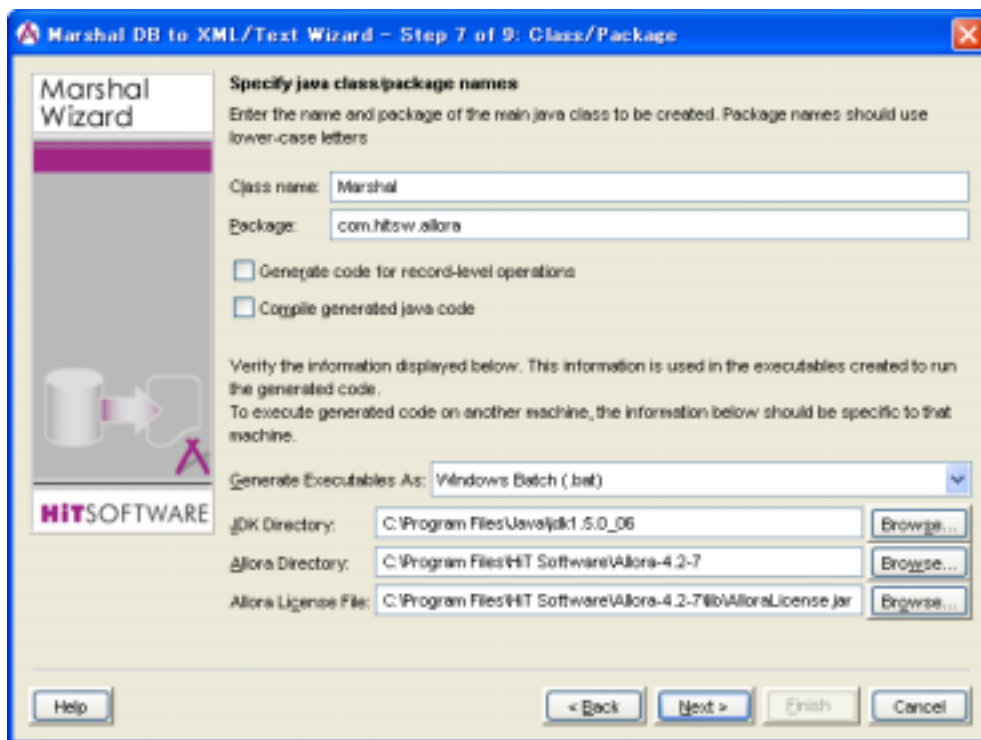 Marshal DB to XML/Text Wizard - Step 7 of 9: Class/Package
Marshal
Wizard
Specify java class/package names
Enter the name and package of the main java class to be created. Package names should use
lower-case letters
Class name: Marshal
Package: com.hitsw.allora
Generate code for record-level operations
Compile generated java code
Verify the information displayed below. This information is used in the executables created to run
the generated code.
To execute generated code on another machine, the information below should be specific to that
machine.
Generate Executables As: Windows Batch (.bat)
HiTSOFTWARE
JDK Directory: C:\Program Files\Java\jdk1.5.0_06 Browse...
Allora Directory: C:\Program Files\HiT Software\Allora-4.2-7 Browse...
Allora License File: C:\Program Files\HiT Software\Allora-4.2-7\lib\AlloraLicense.jar Browse...
Help < Back Next > Finish Cancel